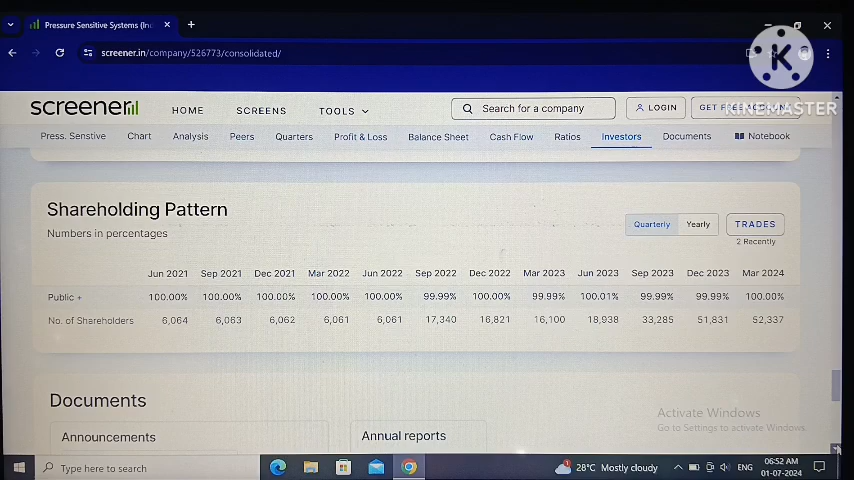 Pressure Sensitive Systems (In
screener.in/company/526773/consolidated/
K
KINEMASTER
screener
HOME
SCREENS
TOOLS
Search for a company
LOGIN
Press. Senstive
Chart
Analysis
Peers
Quarters
Profit & Loss
Balance Sheet
Cash Flow
Ratios
Investors
Documents
Notebook
Shareholding Pattern
Numbers in percentages
Quarterly
Yearly
TRADES
2 Recently
Jun 2021 Sep 2021 Dec 2021 Mar 2022 Jun 2022 Sep 2022 Dec 2022 Mar 2023 Jun 2023 Sep 2023 Dec 2023 Mar 2024
Public + 100.00% 100.00% 100.00% 100.00% 100.00% 99.99% 100.00% 99.99% 100.01% 99.99% 99.99% 100.00%
No. of Shareholders 6,064 6,063 6,062 6,061 6,061 17,340 16,821 16,100 18,938 33,285 51,831 52,337
Documents
Announcements
Annual reports
Activate Windows
Go to Settings to activate Windows.
Type here to search
1
28°C Mostly cloudy
ENG
06:52 AM
01-07-2024